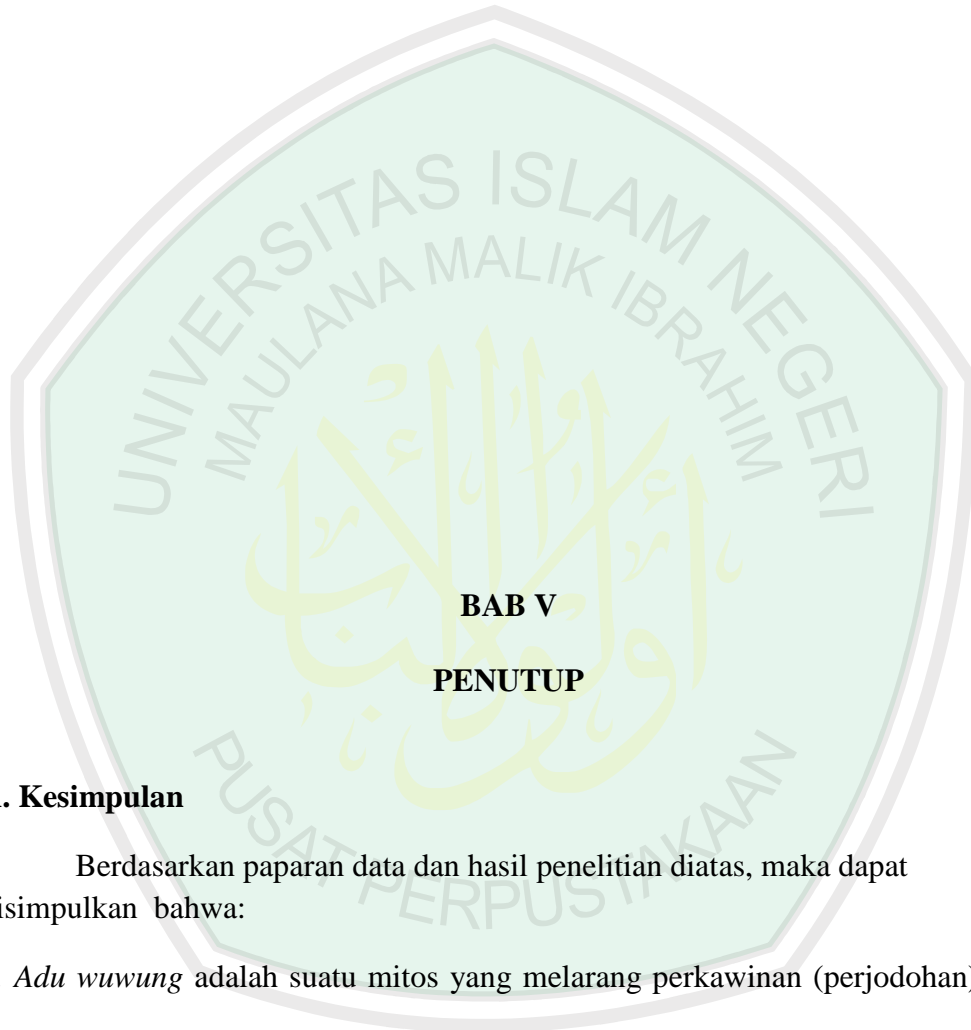 UNIVERSITAS ISLAM NEGERI
MAULANA MALIK IBRAHIM
BAB V
PENUTUP
. Kesimpulan
Berdasarkan paparan data dan hasil penelitian diatas, maka dapat
isimpulkan bahwa:
Adu wuwung adalah suatu mitos yang melarang perkawinan (perjodohan)
PUSAT PERPUSTAKAAN